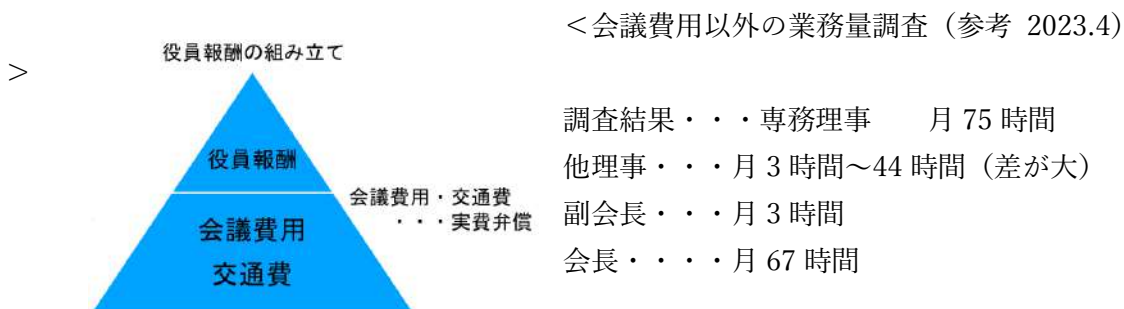 ＜会議費用以外の業務量調査（参考 2023.4）
＞
役員報酬の組み立て
役員報酬
会議費用
交通費
会議費用・交通費
・・・実費弁償
調査結果・・・専務理事　　月 75 時間
他理事・・・月 3 時間～44 時間（差が大）
副会長・・・月 3 時間
会長・・・・月 67 時間